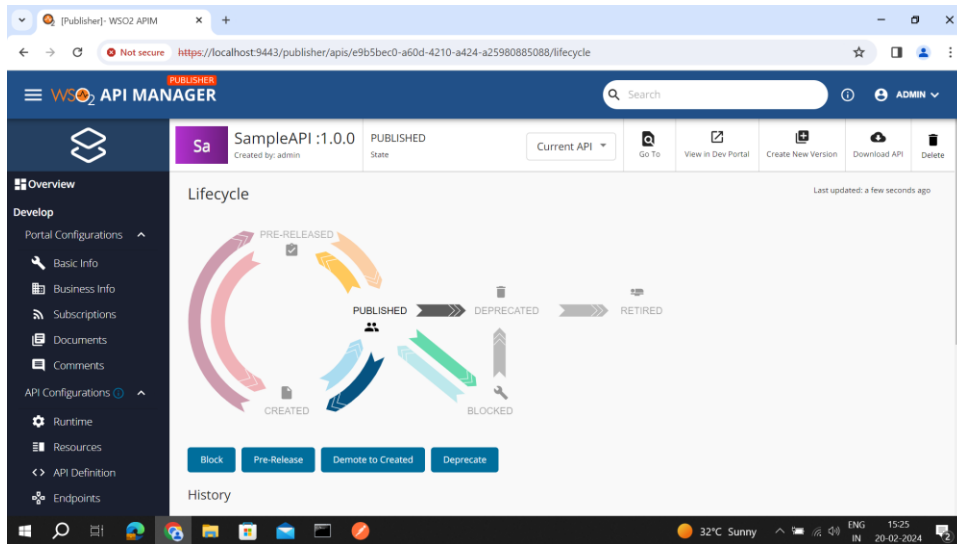 [Publisher]- WSO2 APIM
Not secure https://localhost:9443/publisher/apis/e9b5bec0-a60d-4210-a424-a25980885088/lifecycle
PUBLISHER
WSO2 API MANAGER
Search
ADMIN
Sa
SampleAPI :1.0.0
Created by: admin
PUBLISHED
State
Current API
Go To
View in Dev Portal
Create New Version
Download API
Delete
Overview
Develop
Portal Configurations
Basic Info
Business Info
Subscriptions
Documents
Comments
API Configurations
Runtime
Resources
API Definition
Endpoints
Lifecycle
Last updated: a few seconds ago
PRE-RELEASED
PUBLISHED
DEPRECATED
RETIRED
CREATED
BLOCKED
Block
Pre-Release
Demote to Created
Deprecate
History
32°C Sunny
ENG
IN
15:25
20-02-2024
2